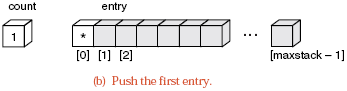 count entry
1 * ...
[0] [1] [2] [maxstack – 1]
(b) Push the first entry.